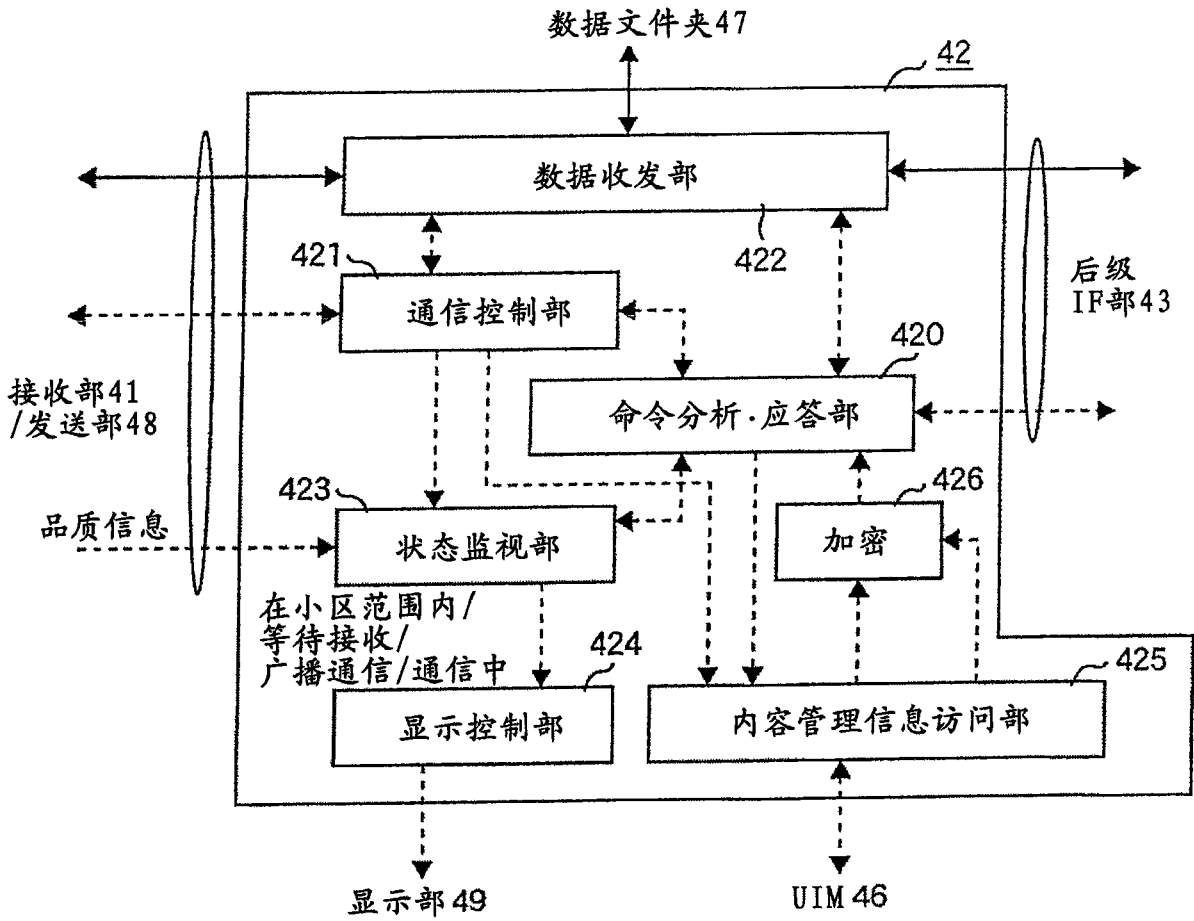 数据文件夹47
42
数据收发部
422
421
通信控制部
后级
IF部43
420
接收部41
/发送部48
命令分析·应答部
423
426
品质信息
状态监视部
加密
在小区范围内/
等待接收/
广播通信/通信中
424
425
显示控制部
内容管理信息访问部
显示部49
UIM46